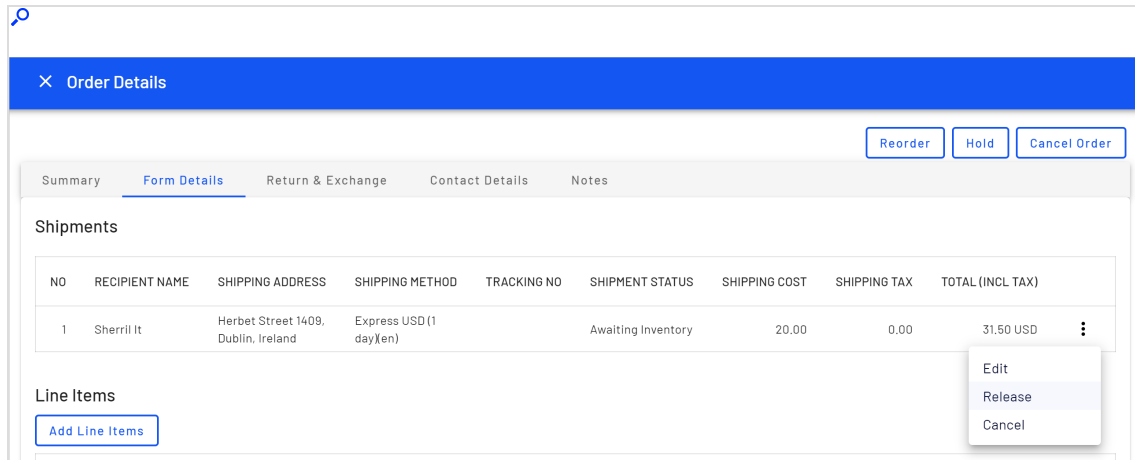 Order Details
Reorder Hold Cancel Order
Summary Form Details Return & Exchange Contact Details Notes
Shipments
NO RECIPIENT NAME SHIPPING ADDRESS SHIPPING METHOD TRACKING NO SHIPMENT STATUS SHIPPING COST SHIPPING TAX TOTAL (INCL TAX)
1 Sherril It Herbet Street 1409, Express USD (1 Awaiting Inventory 20.00 0.00 31.50 USD
Dublin, Ireland day)(en)
Edit
Release
Cancel
Line Items
Add Line Items